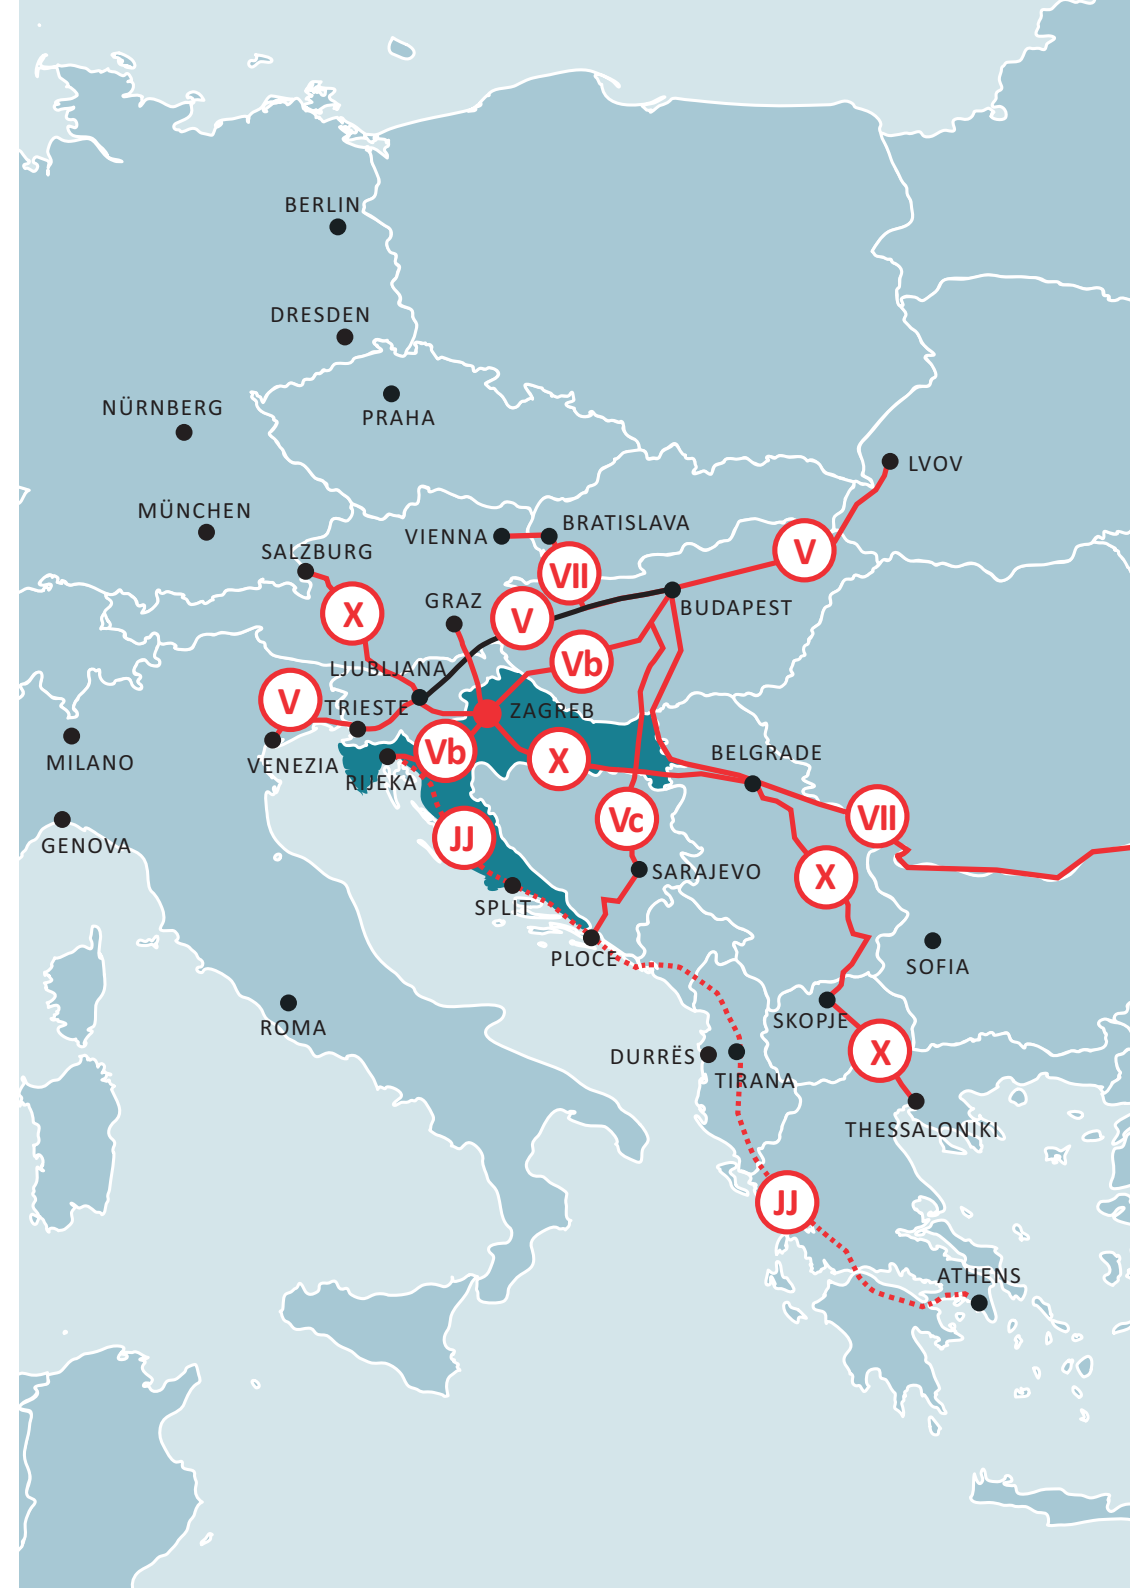 BERLIN
DRESDEN
NÜRNBERG
PRAHA
LVOV
MÜNCHEN
BRATISLAVA
VIENNA
V
SALZBURG
VII
GRAZ
BUDAPEST
X
V
Vb
LJUBLJANA
V
TRIESTE
ZAGREB
Vb
BELGRADE
MILANO
VENEZIA
X
RIJEKA
VII
Vc
JJ
GENOVA
SARAJEVO
X
SPLIT
PLOCE
SOFIA
SKOPJE
ROMA
X
DURRËS
TIRANA
THESSALONIKI
JJ
ATHENS